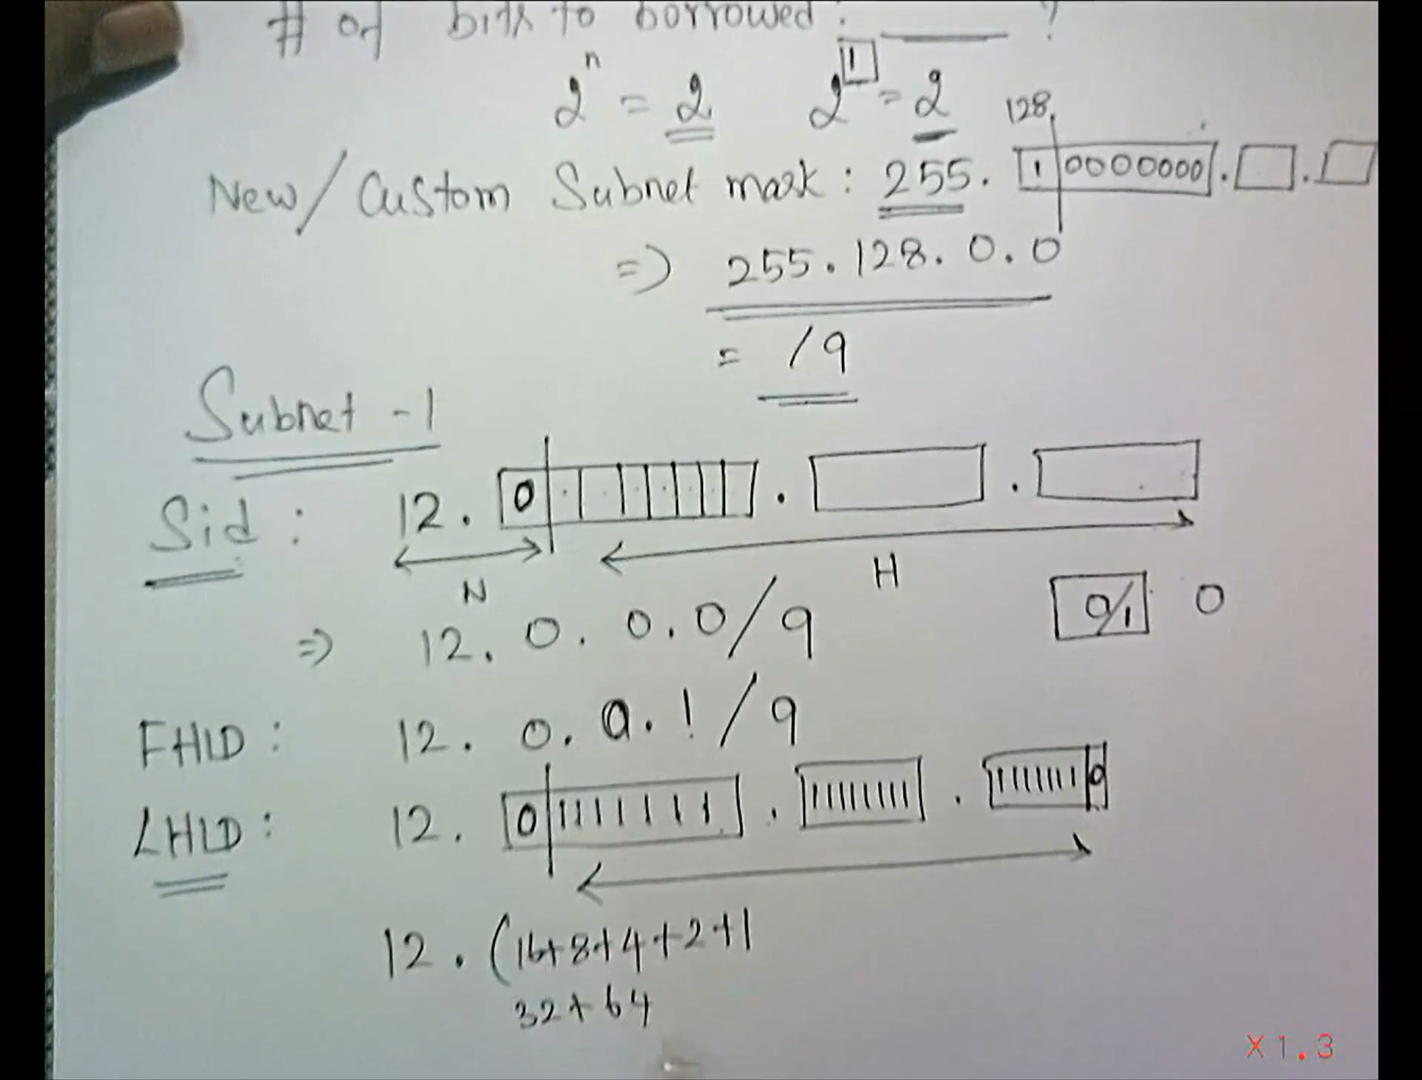 # of bits to borrowed : ____ ?
2^n = 2 2^1 = 2 128
New/Custom Subnet mask : 255. 1 0000000 . .
=> 255.128.0.0
= /9
Subnet -1
Sid : 12. 0 . .
N H
=> 12.0.0.0/9 0/1 0
FHID : 12.0.0.1/9
LHID : 12. 0 1111111 . 11111111 . 1111111 0
12.(16+8+4+2+1
32+64
X1.3